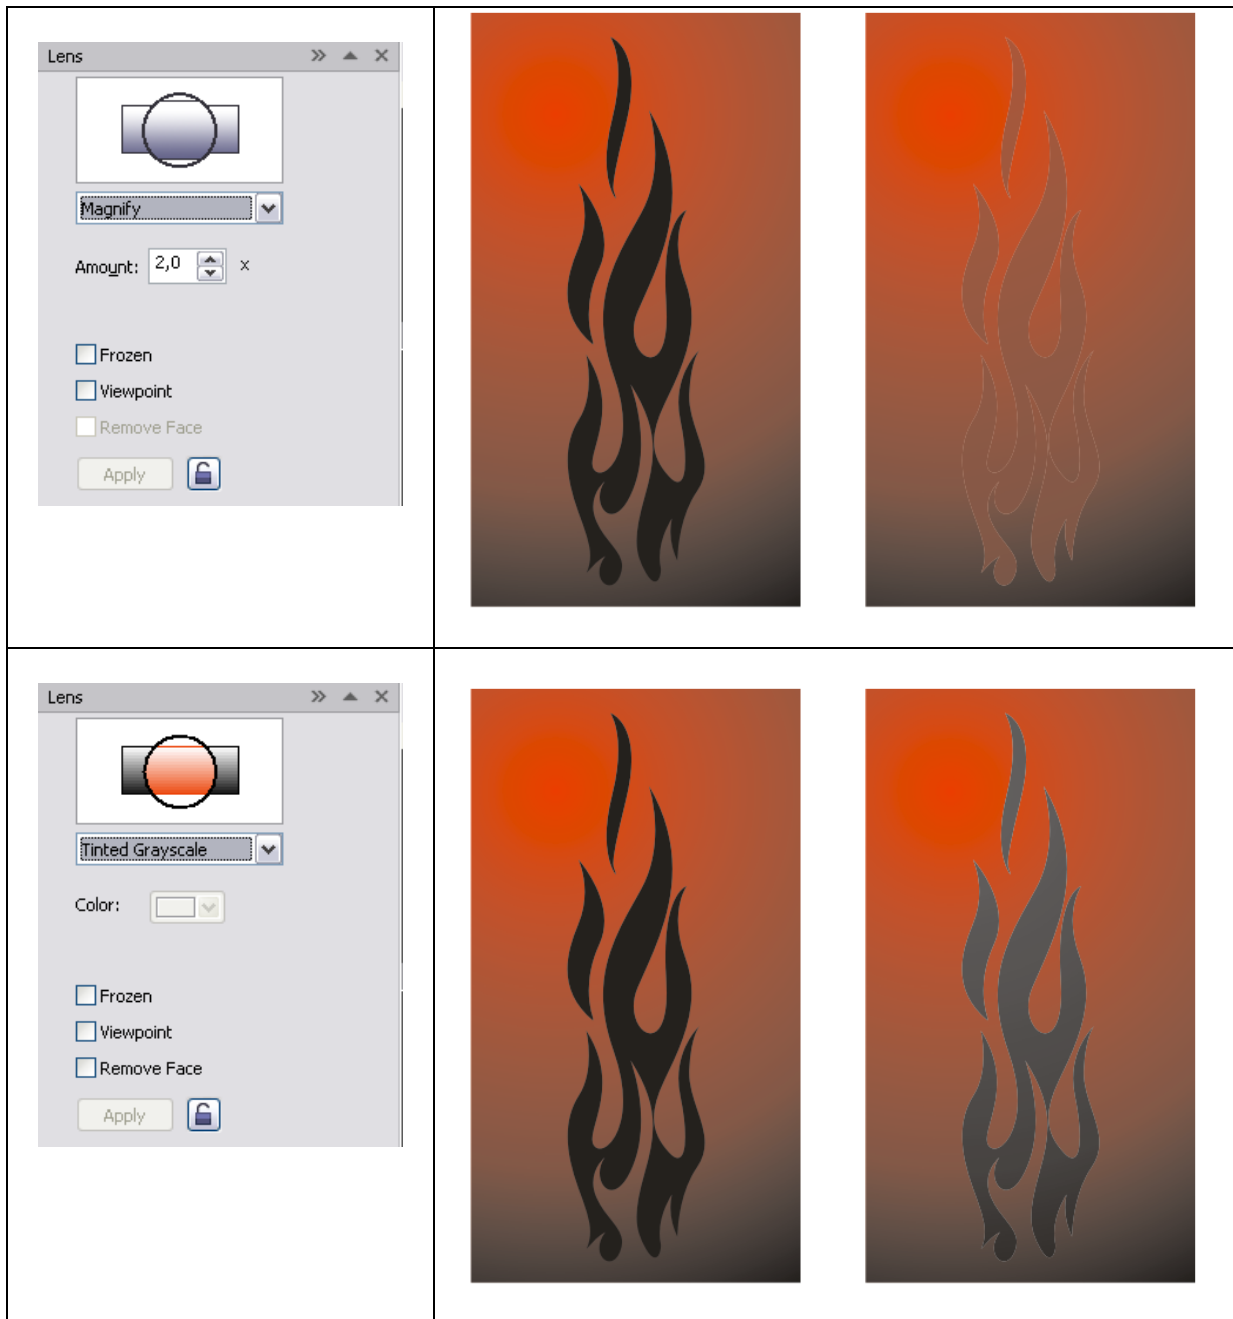 Lens
Magnify
Amount: 2,0 x
Frozen
Viewpoint
Remove Face
Apply
Lens
Tinted Grayscale
Color:
Frozen
Viewpoint
Remove Face
Apply